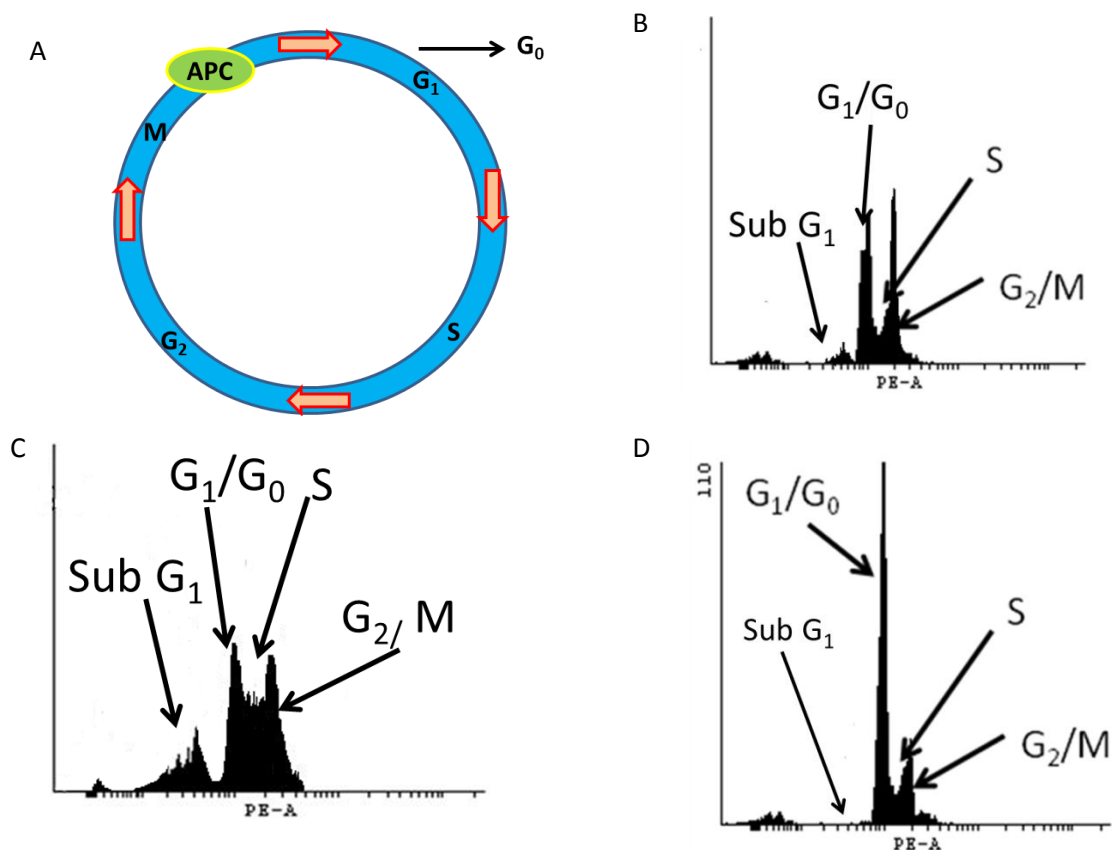 A
APC
G₀
G₁
M
S
G₂
B
G₁/G₀
S
Sub G₁
G₂/M
PE-A
C
G₁/G₀
S
Sub G₁
G₂/ M
PE-A
D
110
G₁/G₀
S
Sub G₁
G₂/M
PE-A